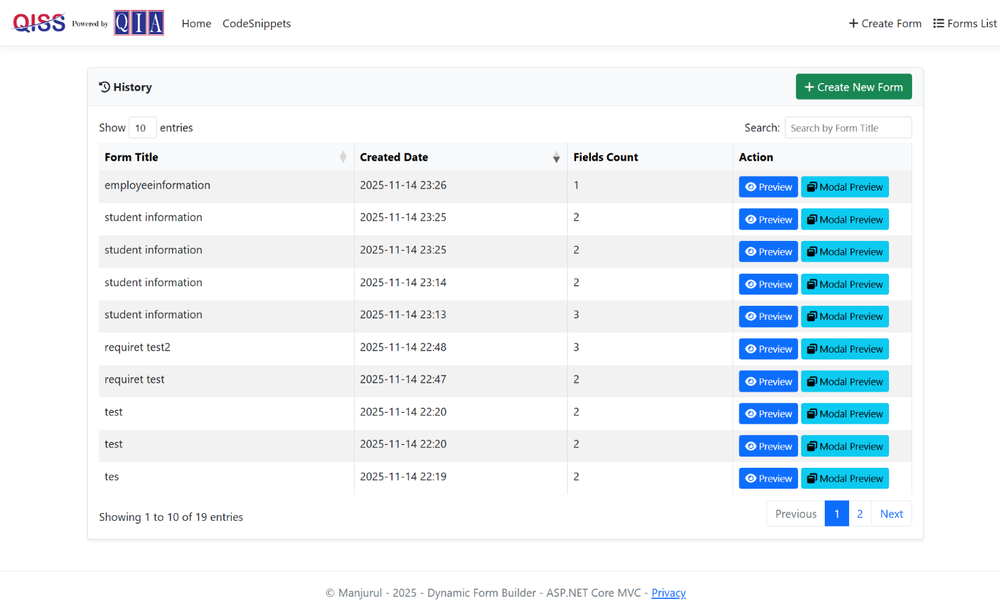 QISS Powered by QIA Home CodeSnippets Create Form Forms List
History Create New Form
Show 10 entries Search: Search by Form Title
Form Title Created Date Fields Count Action
employeeinformation 2025-11-14 23:26 1 Preview Modal Preview
student information 2025-11-14 23:25 2 Preview Modal Preview
student information 2025-11-14 23:25 2 Preview Modal Preview
student information 2025-11-14 23:14 2 Preview Modal Preview
student information 2025-11-14 23:13 3 Preview Modal Preview
requiret test2 2025-11-14 22:48 3 Preview Modal Preview
requiret test 2025-11-14 22:47 2 Preview Modal Preview
test 2025-11-14 22:20 2 Preview Modal Preview
test 2025-11-14 22:20 2 Preview Modal Preview
tes 2025-11-14 22:19 2 Preview Modal Preview
Showing 1 to 10 of 19 entries Previous 1 2 Next
© Manjurul - 2025 - Dynamic Form Builder - ASP.NET Core MVC - Privacy